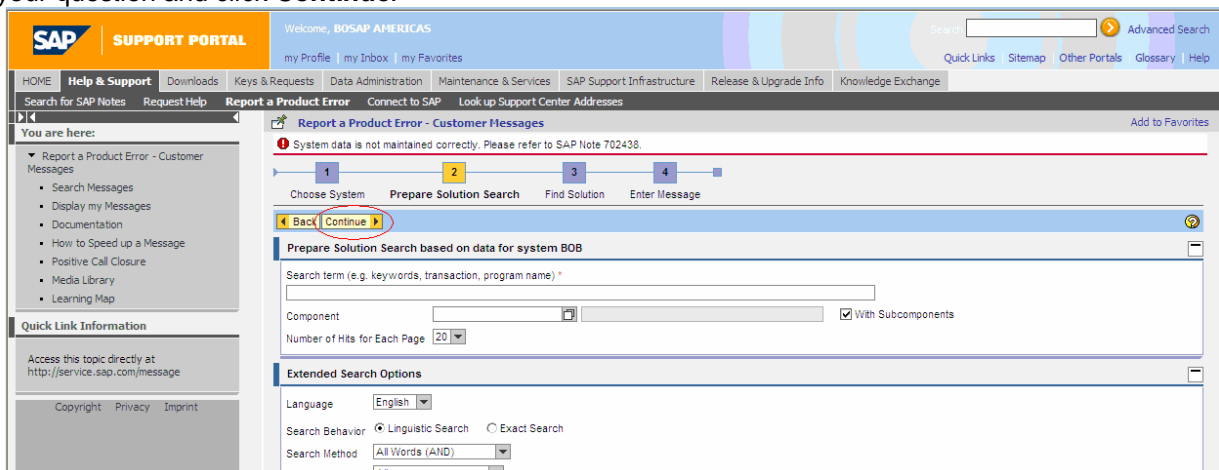 your question and click Continue.
SAP SUPPORT PORTAL
Welcome, BOSAP AMERICAS
Search Advanced Search
my Profile | my Inbox | my Favorites
Quick Links Sitemap Other Portals Glossary Help
HOME Help & Support Downloads Keys & Requests Data Administration Maintenance & Services SAP Support Infrastructure Release & Upgrade Info Knowledge Exchange
Search for SAP Notes Request Help Report a Product Error Connect to SAP Look up Support Center Addresses
You are here:
Report a Product Error - Customer
Messages
Search Messages
Display my Messages
Documentation
How to Speed up a Message
Positive Call Closure
Media Library
Learning Map
Quick Link Information
Access this topic directly at
http://service.sap.com/message
Copyright Privacy Imprint
Report a Product Error - Customer Messages
Add to Favorites
System data is not maintained correctly. Please refer to SAP Note 702438.
1 2 3 4
Choose System Prepare Solution Search Find Solution Enter Message
Back Continue
Prepare Solution Search based on data for system BOB
Search term (e.g. keywords, transaction, program name) *
Component With Subcomponents
Number of Hits for Each Page 20
Extended Search Options
Language English
Search Behavior Linguistic Search Exact Search
Search Method All Words (AND)